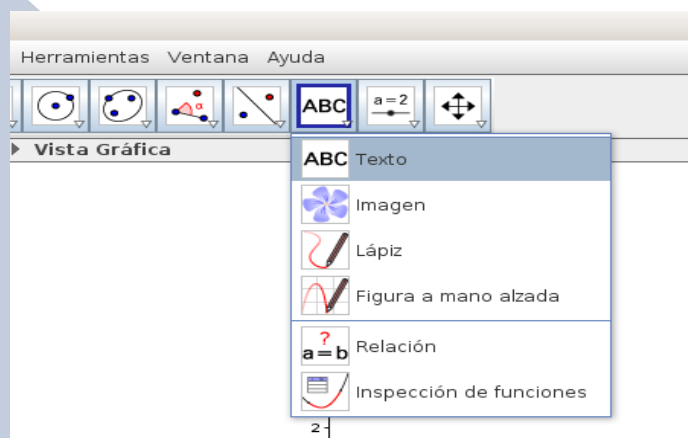 Herramientas Ventana Ayuda
α
ABC
a=2
Vista Gráfica
ABC Texto
Imagen
Lápiz
Figura a mano alzada
?
a=b Relación
Inspección de funciones
2